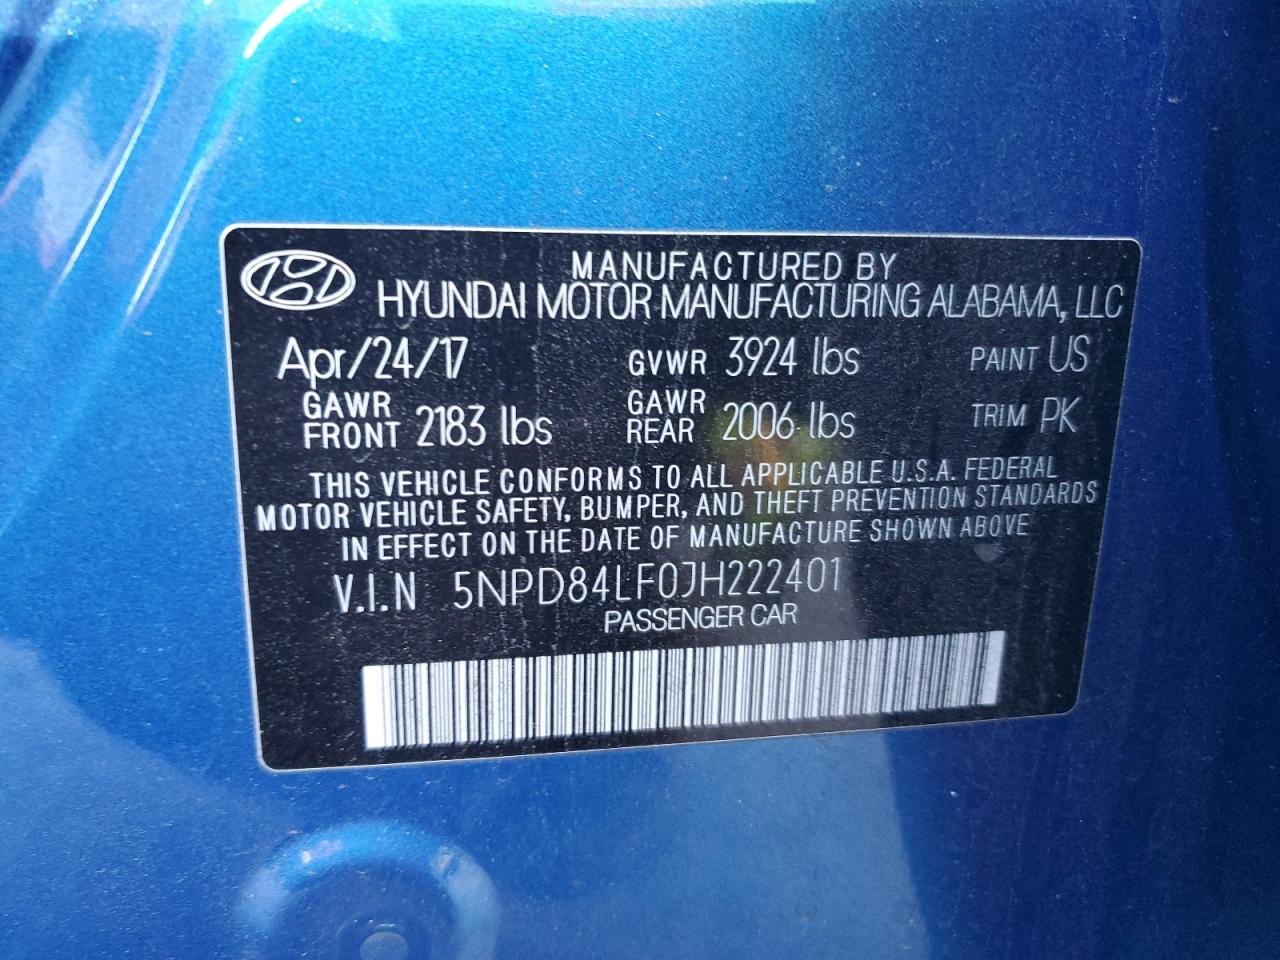 MANUFACTURED BY
HYUNDAI MOTOR MANUFACTURING ALABAMA, LLC
Apr/24/17 GVWR 3924 lbs PAINT US
GAWR FRONT 2183 lbs GAWR REAR 2006 lbs TRIM PK
THIS VEHICLE CONFORMS TO ALL APPLICABLE U.S.A. FEDERAL
MOTOR VEHICLE SAFETY, BUMPER, AND THEFT PREVENTION STANDARDS
IN EFFECT ON THE DATE OF MANUFACTURE SHOWN ABOVE
V.I.N 5NPD84LF0JH222401
PASSENGER CAR